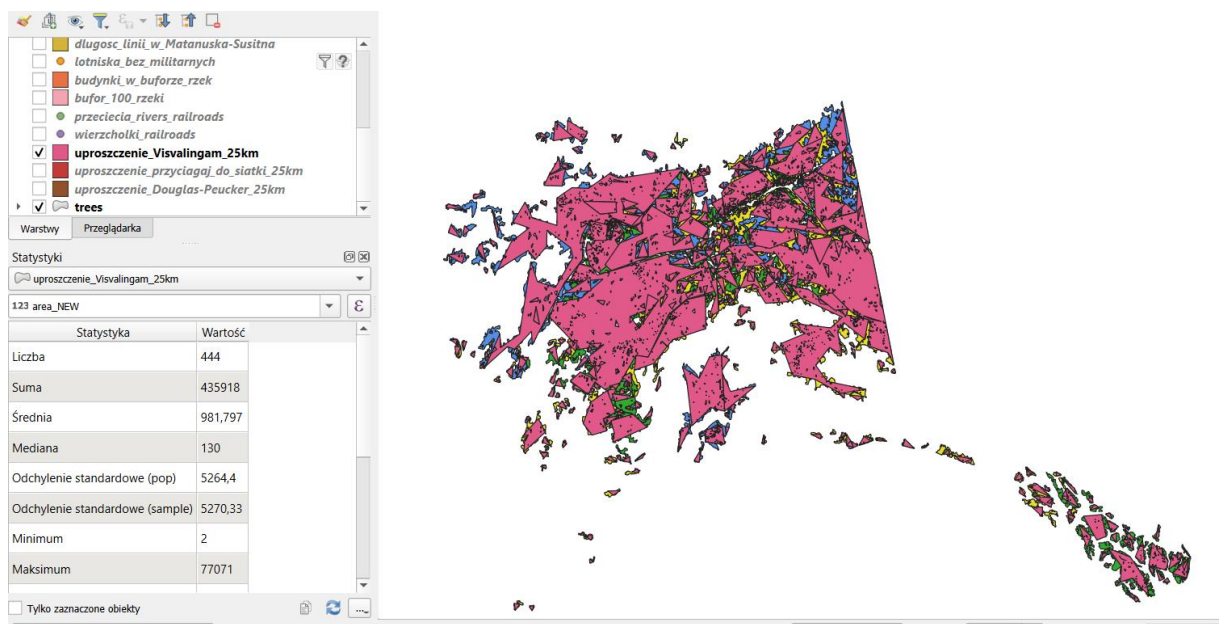 dlugosc_linii_w_Matanuska-Susitna
lotniska_bez_militarnych
budynki_w_buforze_rzek
bufor_100_rzeki
przeciecia_rivers_railroads
wierzcholki_railroads
uproszczenie_Visvalingam_25km
uproszczenie_przyciagaj_do_siatki_25km
uproszczenie_Douglas-Peucker_25km
trees
Warstwy Przeglądarka
Statystyki
uproszczenie_Visvalingam_25km
123 area_NEW ε
Statystyka Wartość
Liczba 444
Suma 435918
Średnia 981,797
Mediana 130
Odchylenie standardowe (pop) 5264,4
Odchylenie standardowe (sample) 5270,33
Minimum 2
Maksimum 77071
Tylko zaznaczone obiekty ...